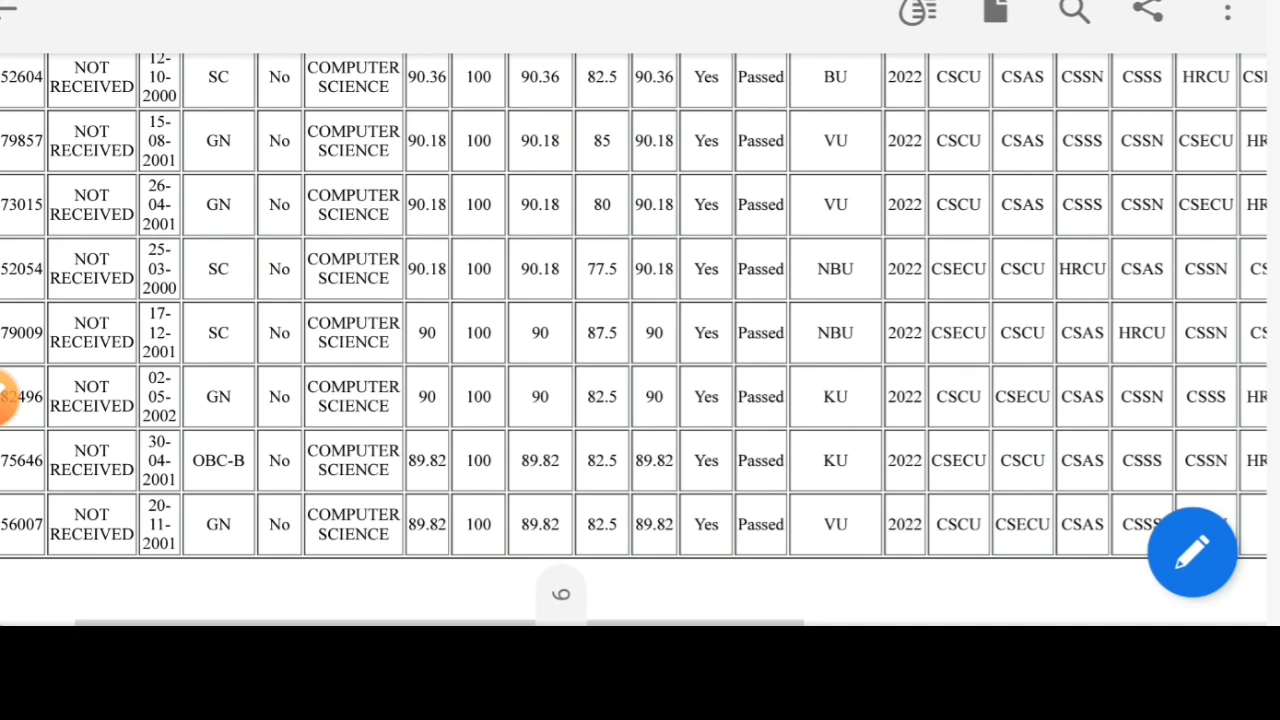 52604 NOT RECEIVED 12-10-2000 SC No COMPUTER SCIENCE 90.36 100 90.36 82.5 90.36 Yes Passed BU 2022 CSCU CSAS CSSN CSSS HRCU
79857 NOT RECEIVED 15-08-2001 GN No COMPUTER SCIENCE 90.18 100 90.18 85 90.18 Yes Passed VU 2022 CSCU CSAS CSSS CSSN CSECU HR
73015 NOT RECEIVED 26-04-2001 GN No COMPUTER SCIENCE 90.18 100 90.18 80 90.18 Yes Passed VU 2022 CSCU CSAS CSSS CSSN CSECU HR
52054 NOT RECEIVED 25-03-2000 SC No COMPUTER SCIENCE 90.18 100 90.18 77.5 90.18 Yes Passed NBU 2022 CSECU CSCU HRCU CSAS CSSN CS
79009 NOT RECEIVED 17-12-2001 SC No COMPUTER SCIENCE 90 100 90 87.5 90 Yes Passed NBU 2022 CSECU CSCU CSAS HRCU CSSN CS
82496 NOT RECEIVED 02-05-2002 GN No COMPUTER SCIENCE 90 100 90 82.5 90 Yes Passed KU 2022 CSCU CSECU CSAS CSSN CSSS HR
75646 NOT RECEIVED 30-04-2001 OBC-B No COMPUTER SCIENCE 89.82 100 89.82 82.5 89.82 Yes Passed KU 2022 CSECU CSCU CSAS CSSS CSSN HR
56007 NOT RECEIVED 20-11-2001 GN No COMPUTER SCIENCE 89.82 100 89.82 82.5 89.82 Yes Passed VU 2022 CSCU CSECU CSAS CSSS
9